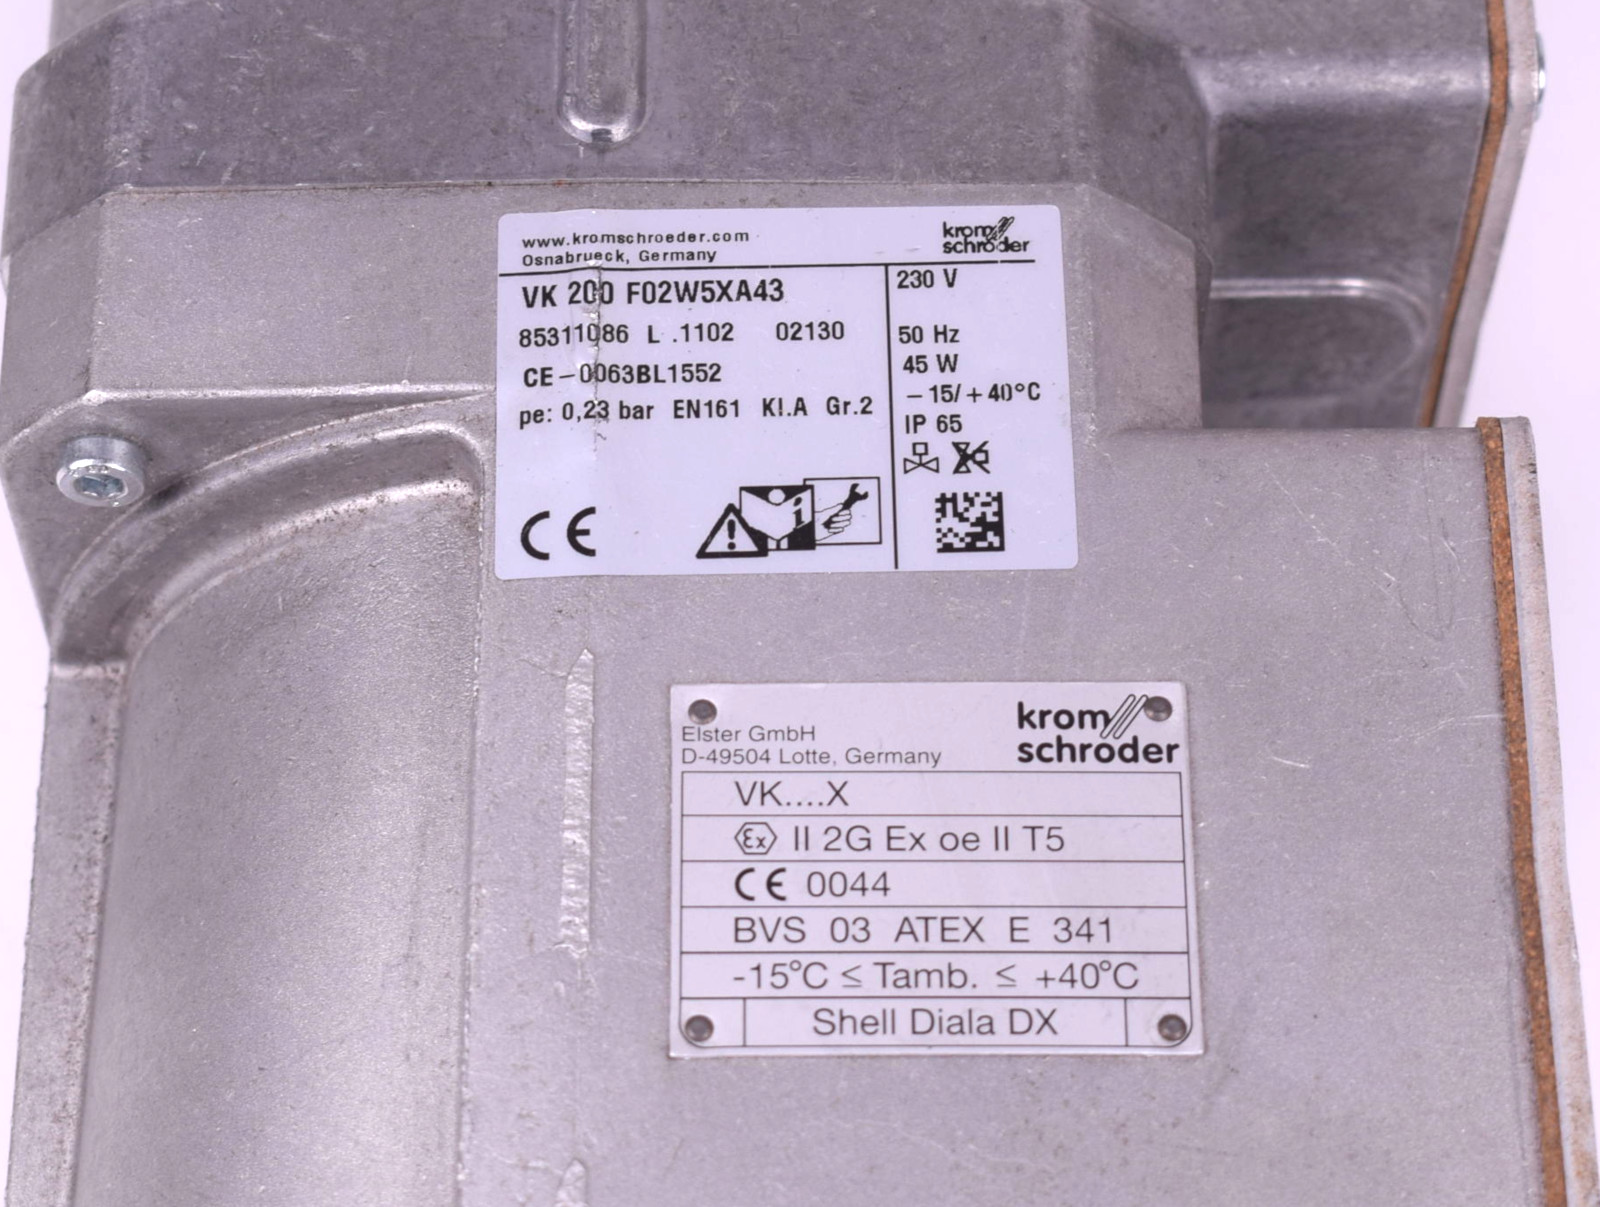 www.kromschroeder.com
Osnabrueck, Germany
krom
schröder
VK 200 F02W5XA43
85311086 L .1102 02130
CE-0063BL1552
pe: 0,23 bar EN161 Kl.A Gr.2
CE
230 V
50 Hz
45 W
-15/+40°C
IP 65
Elster GmbH
D-49504 Lotte, Germany
krom
schroder
VK....X
Ex II 2G Ex oe II T5
CE 0044
BVS 03 ATEX E 341
-15°C ≤ Tamb. ≤ +40°C
Shell Diala DX